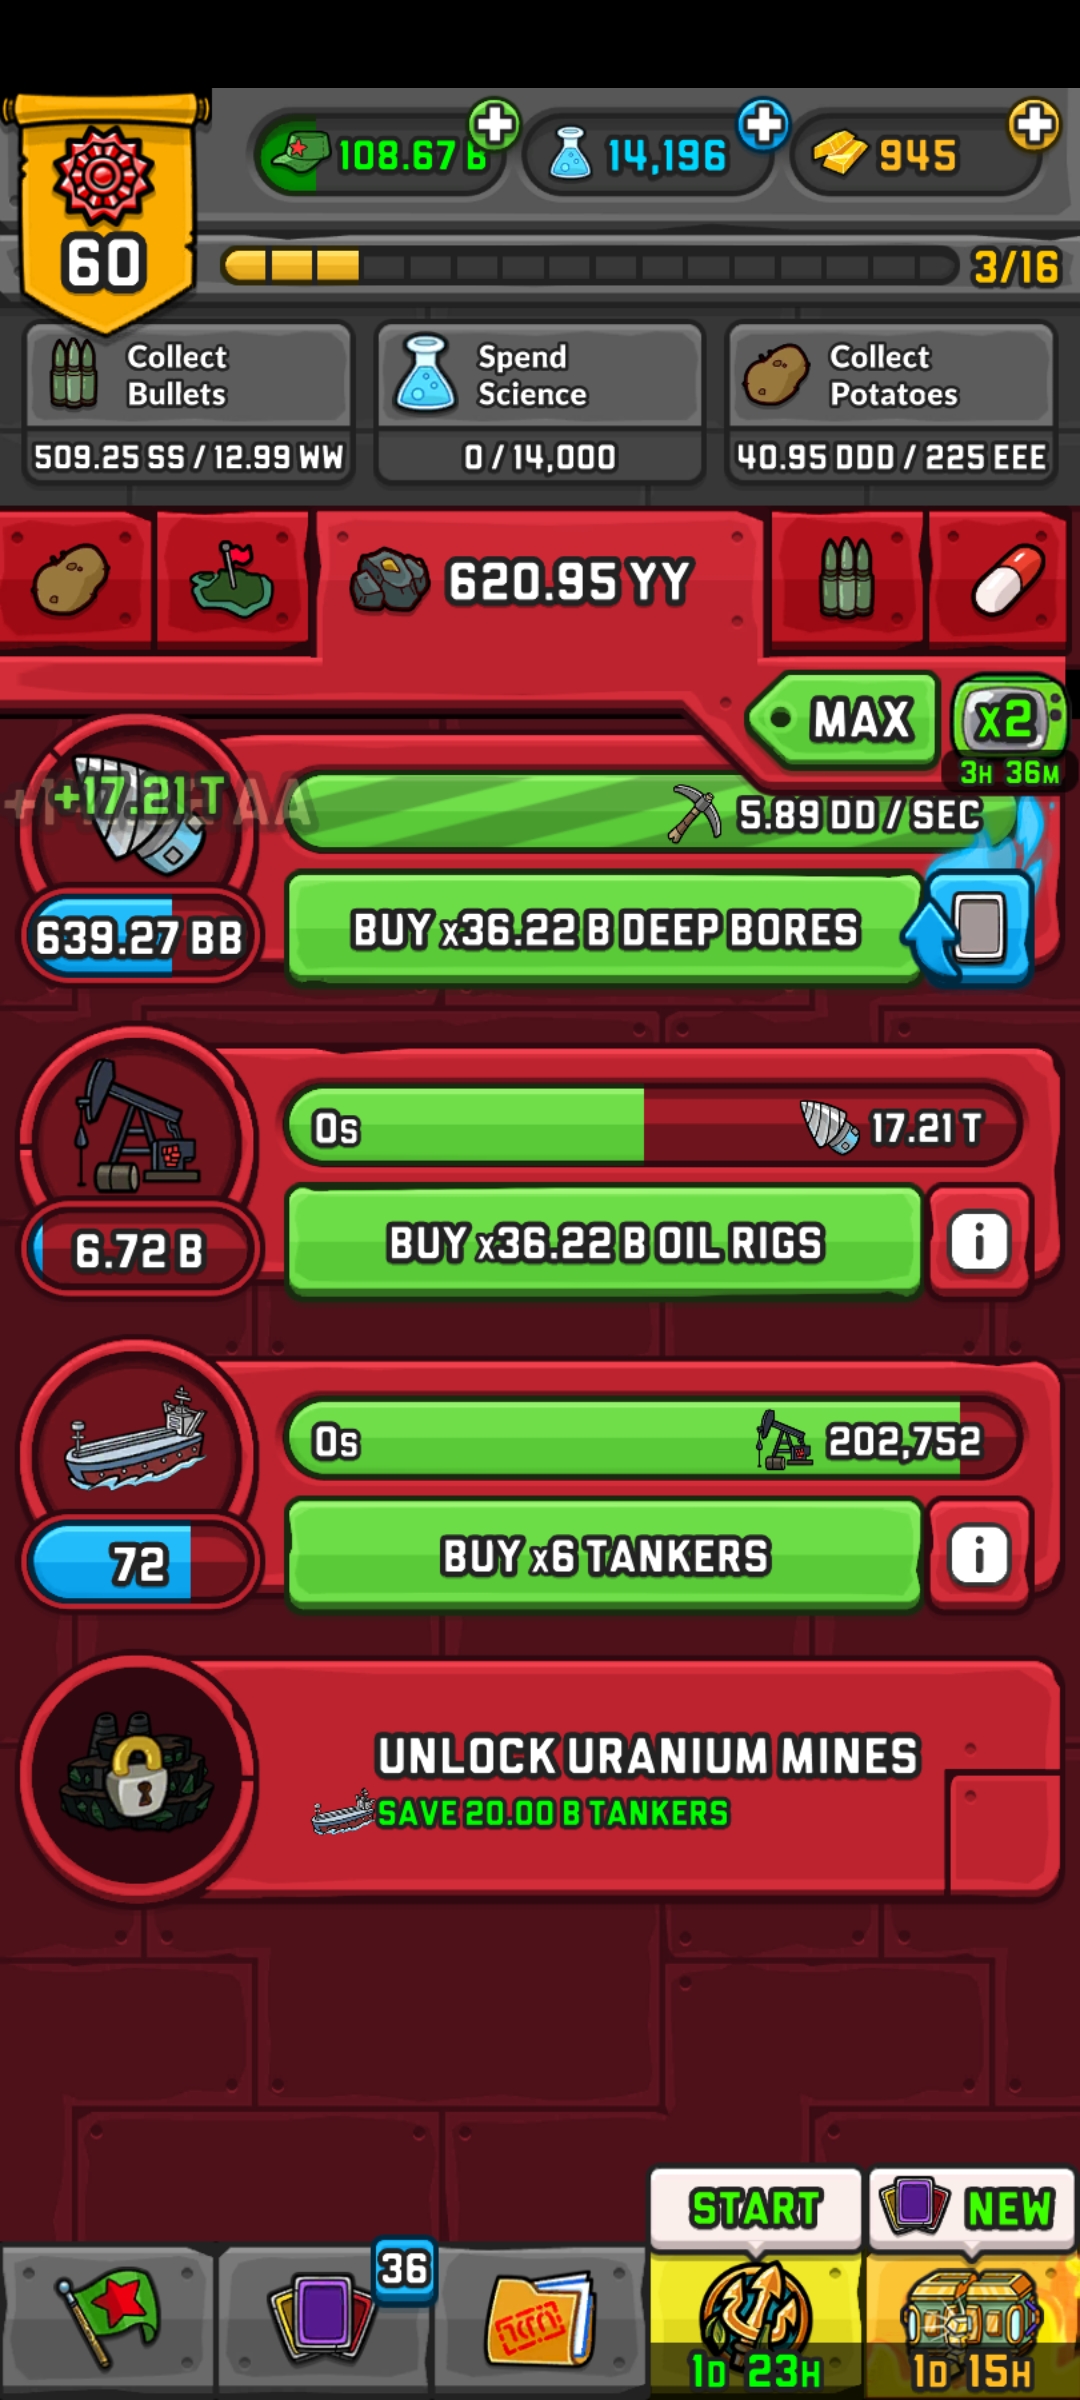 108.67 B
14,196
945
60
3/16
Collect
Bullets
509.25 SS / 12.99 WW
Spend
Science
0 / 14,000
Collect
Potatoes
40.95 DDD / 225 EEE
620.95 YY
MAX
x2
3H 36M
+17.21 T
5.89 DD / SEC
639.27 BB
BUY x36.22 B DEEP BORES
0s
17.21 T
6.72 B
BUY x36.22 B OIL RIGS
i
0s
202,752
72
BUY x6 TANKERS
i
UNLOCK URANIUM MINES
SAVE 20.00 B TANKERS
START
NEW
36
1D 23H
1D 15H